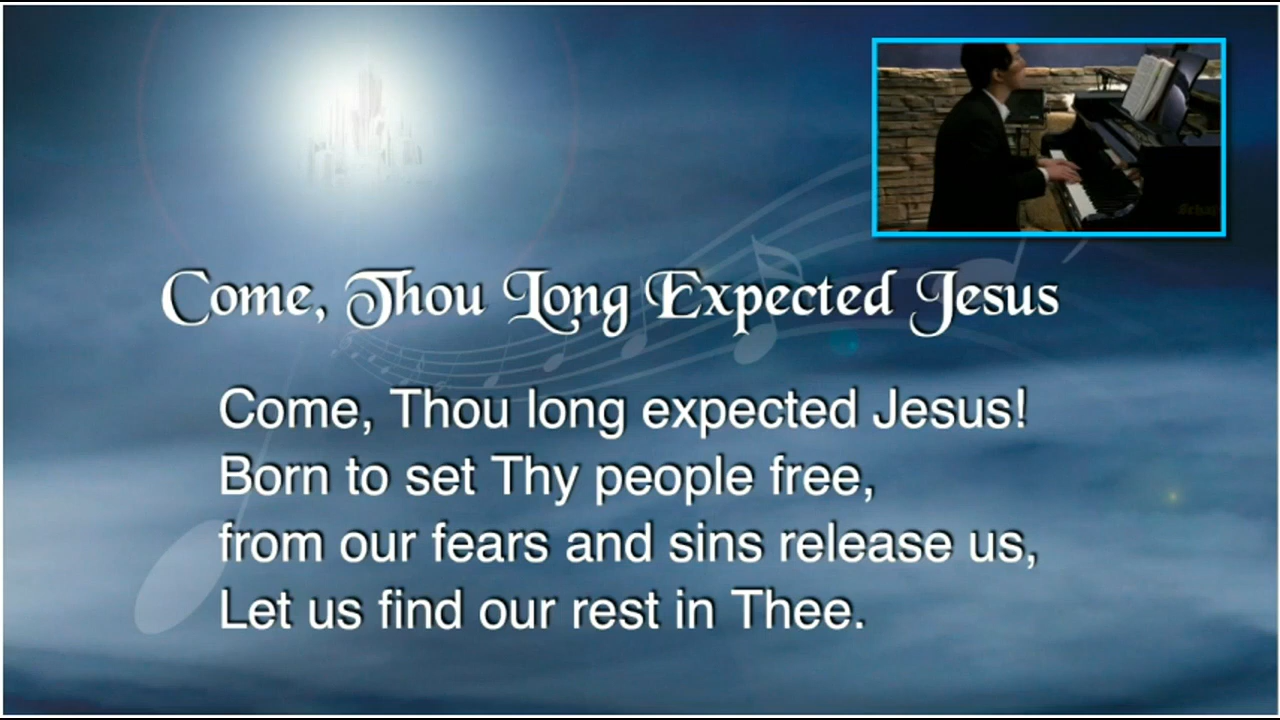 Come, Thou Long Expected Jesus
Come, Thou long expected Jesus!
Born to set Thy people free,
from our fears and sins release us,
Let us find our rest in Thee.